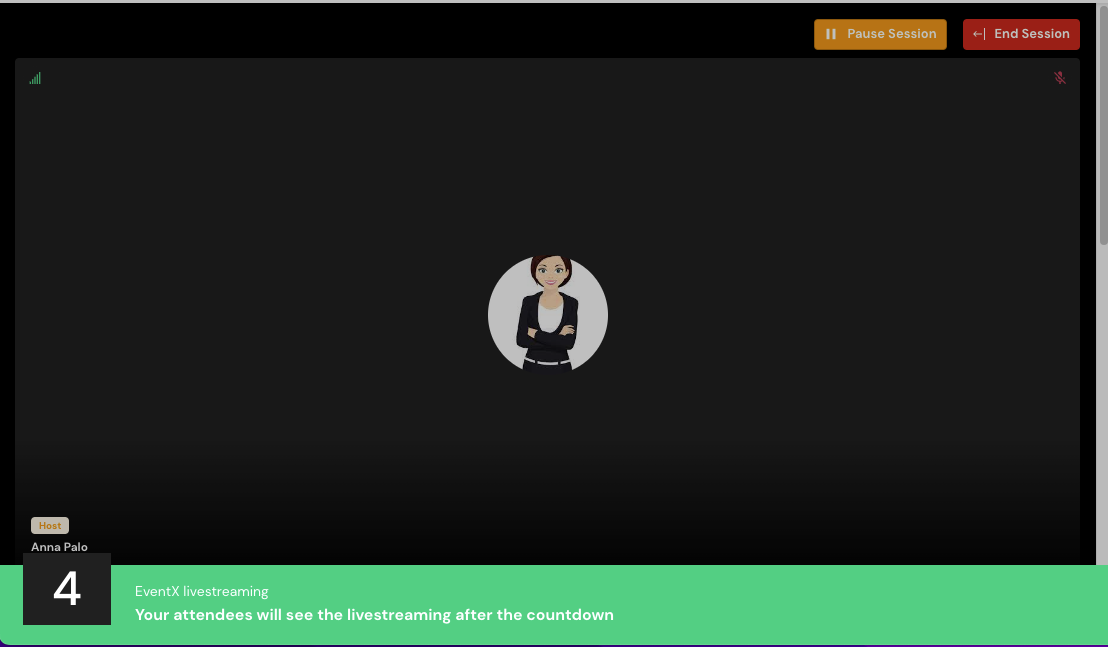 Pause Session
End Session
Host
Anna Palo
4
EventX livestreaming
Your attendees will see the livestreaming after the countdown